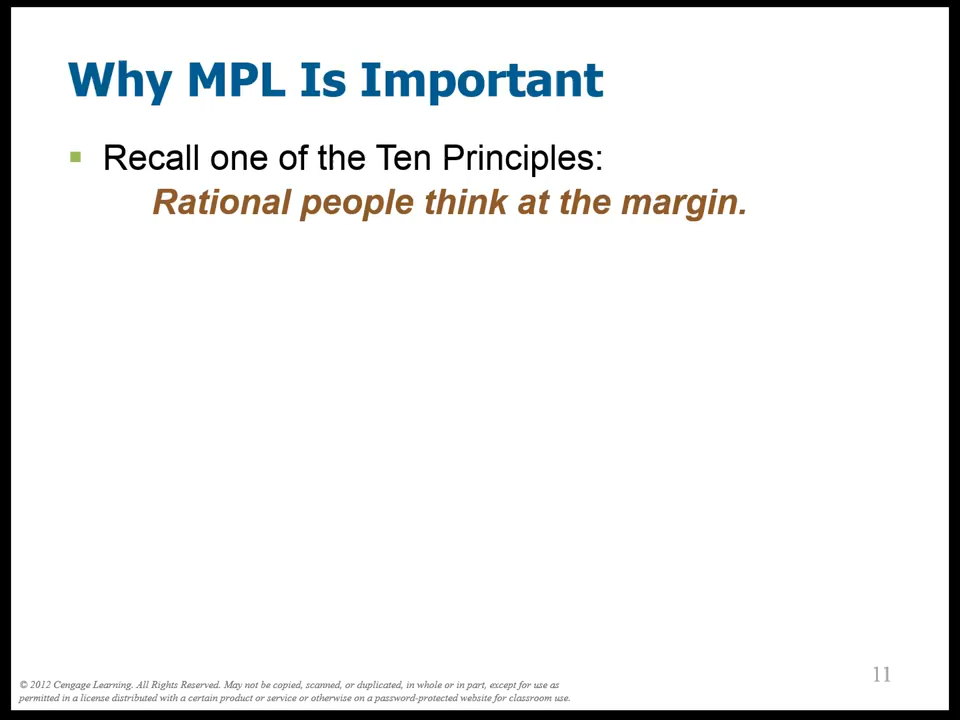 Why MPL Is Important
Recall one of the Ten Principles:
Rational people think at the margin.
11
© 2012 Cengage Learning. All Rights Reserved. May not be copied, scanned, or duplicated, in whole or in part, except for use as
permitted in a license distributed with a certain product or service or otherwise on a password-protected website for classroom use.